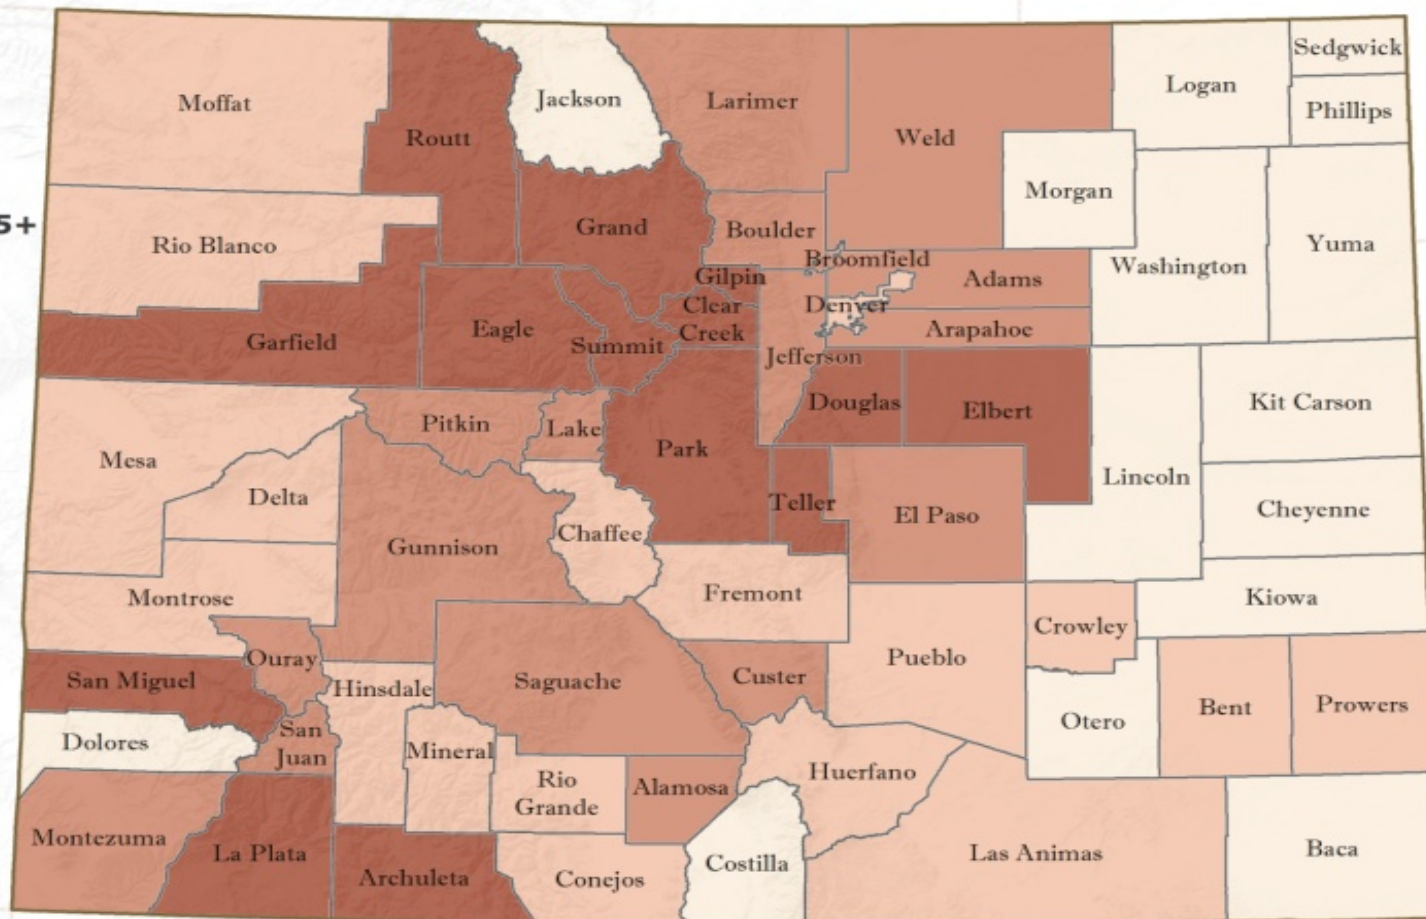 Sedgwick
Logan
Jackson
Larimer
Moffat
Phillips
Routt
Weld
Morgan
5+
Grand
Boulder
Rio Blanco
Yuma
Broomfield
Washington
Gilpin
Adams
Clear
Creek
Denver
Eagle
Arapahoe
Garfield
Summit
Jefferson
Douglas
Elbert
Kit Carson
Pitkin
Lake
Park
Mesa
Lincoln
Delta
Teller
El Paso
Cheyenne
Chaffee
Gunnison
Fremont
Montrose
Kiowa
Crowley
Ouray
Pueblo
San Miguel
Hinsdale
Saguache
Custer
Bent
Prowers
Otero
San
Juan
Dolores
Mineral
Rio
Grande
Huerfano
Alamosa
Montezuma
La Plata
Las Animas
Baca
Costilla
Archuleta
Conejos